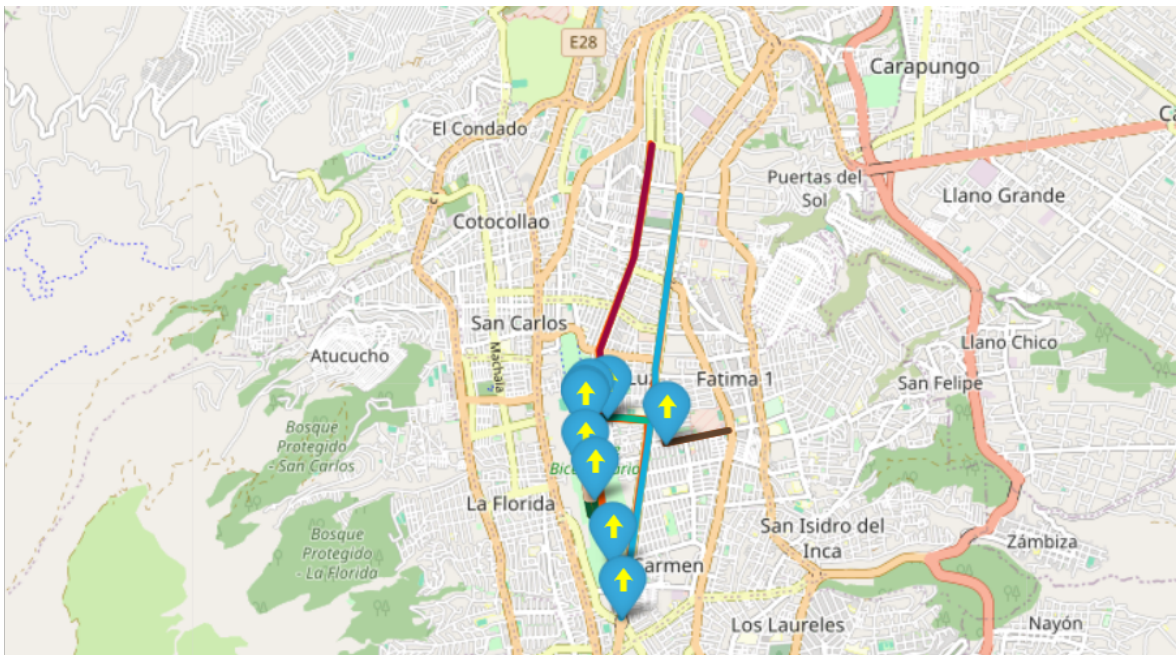 E28
Carapungo
El Condado
Puertas del
Sol
Llano Grande
Cotocollao
San Carlos
Machala
Atucucho
Llano Chico
Fatima 1
San Felipe
Bosque
Protegido
- San Carlos
La Florida
San Isidro del
Inca
Zámbiza
Bosque
Protegido
- La Florida
Carmen
Los Laureles
Nayón